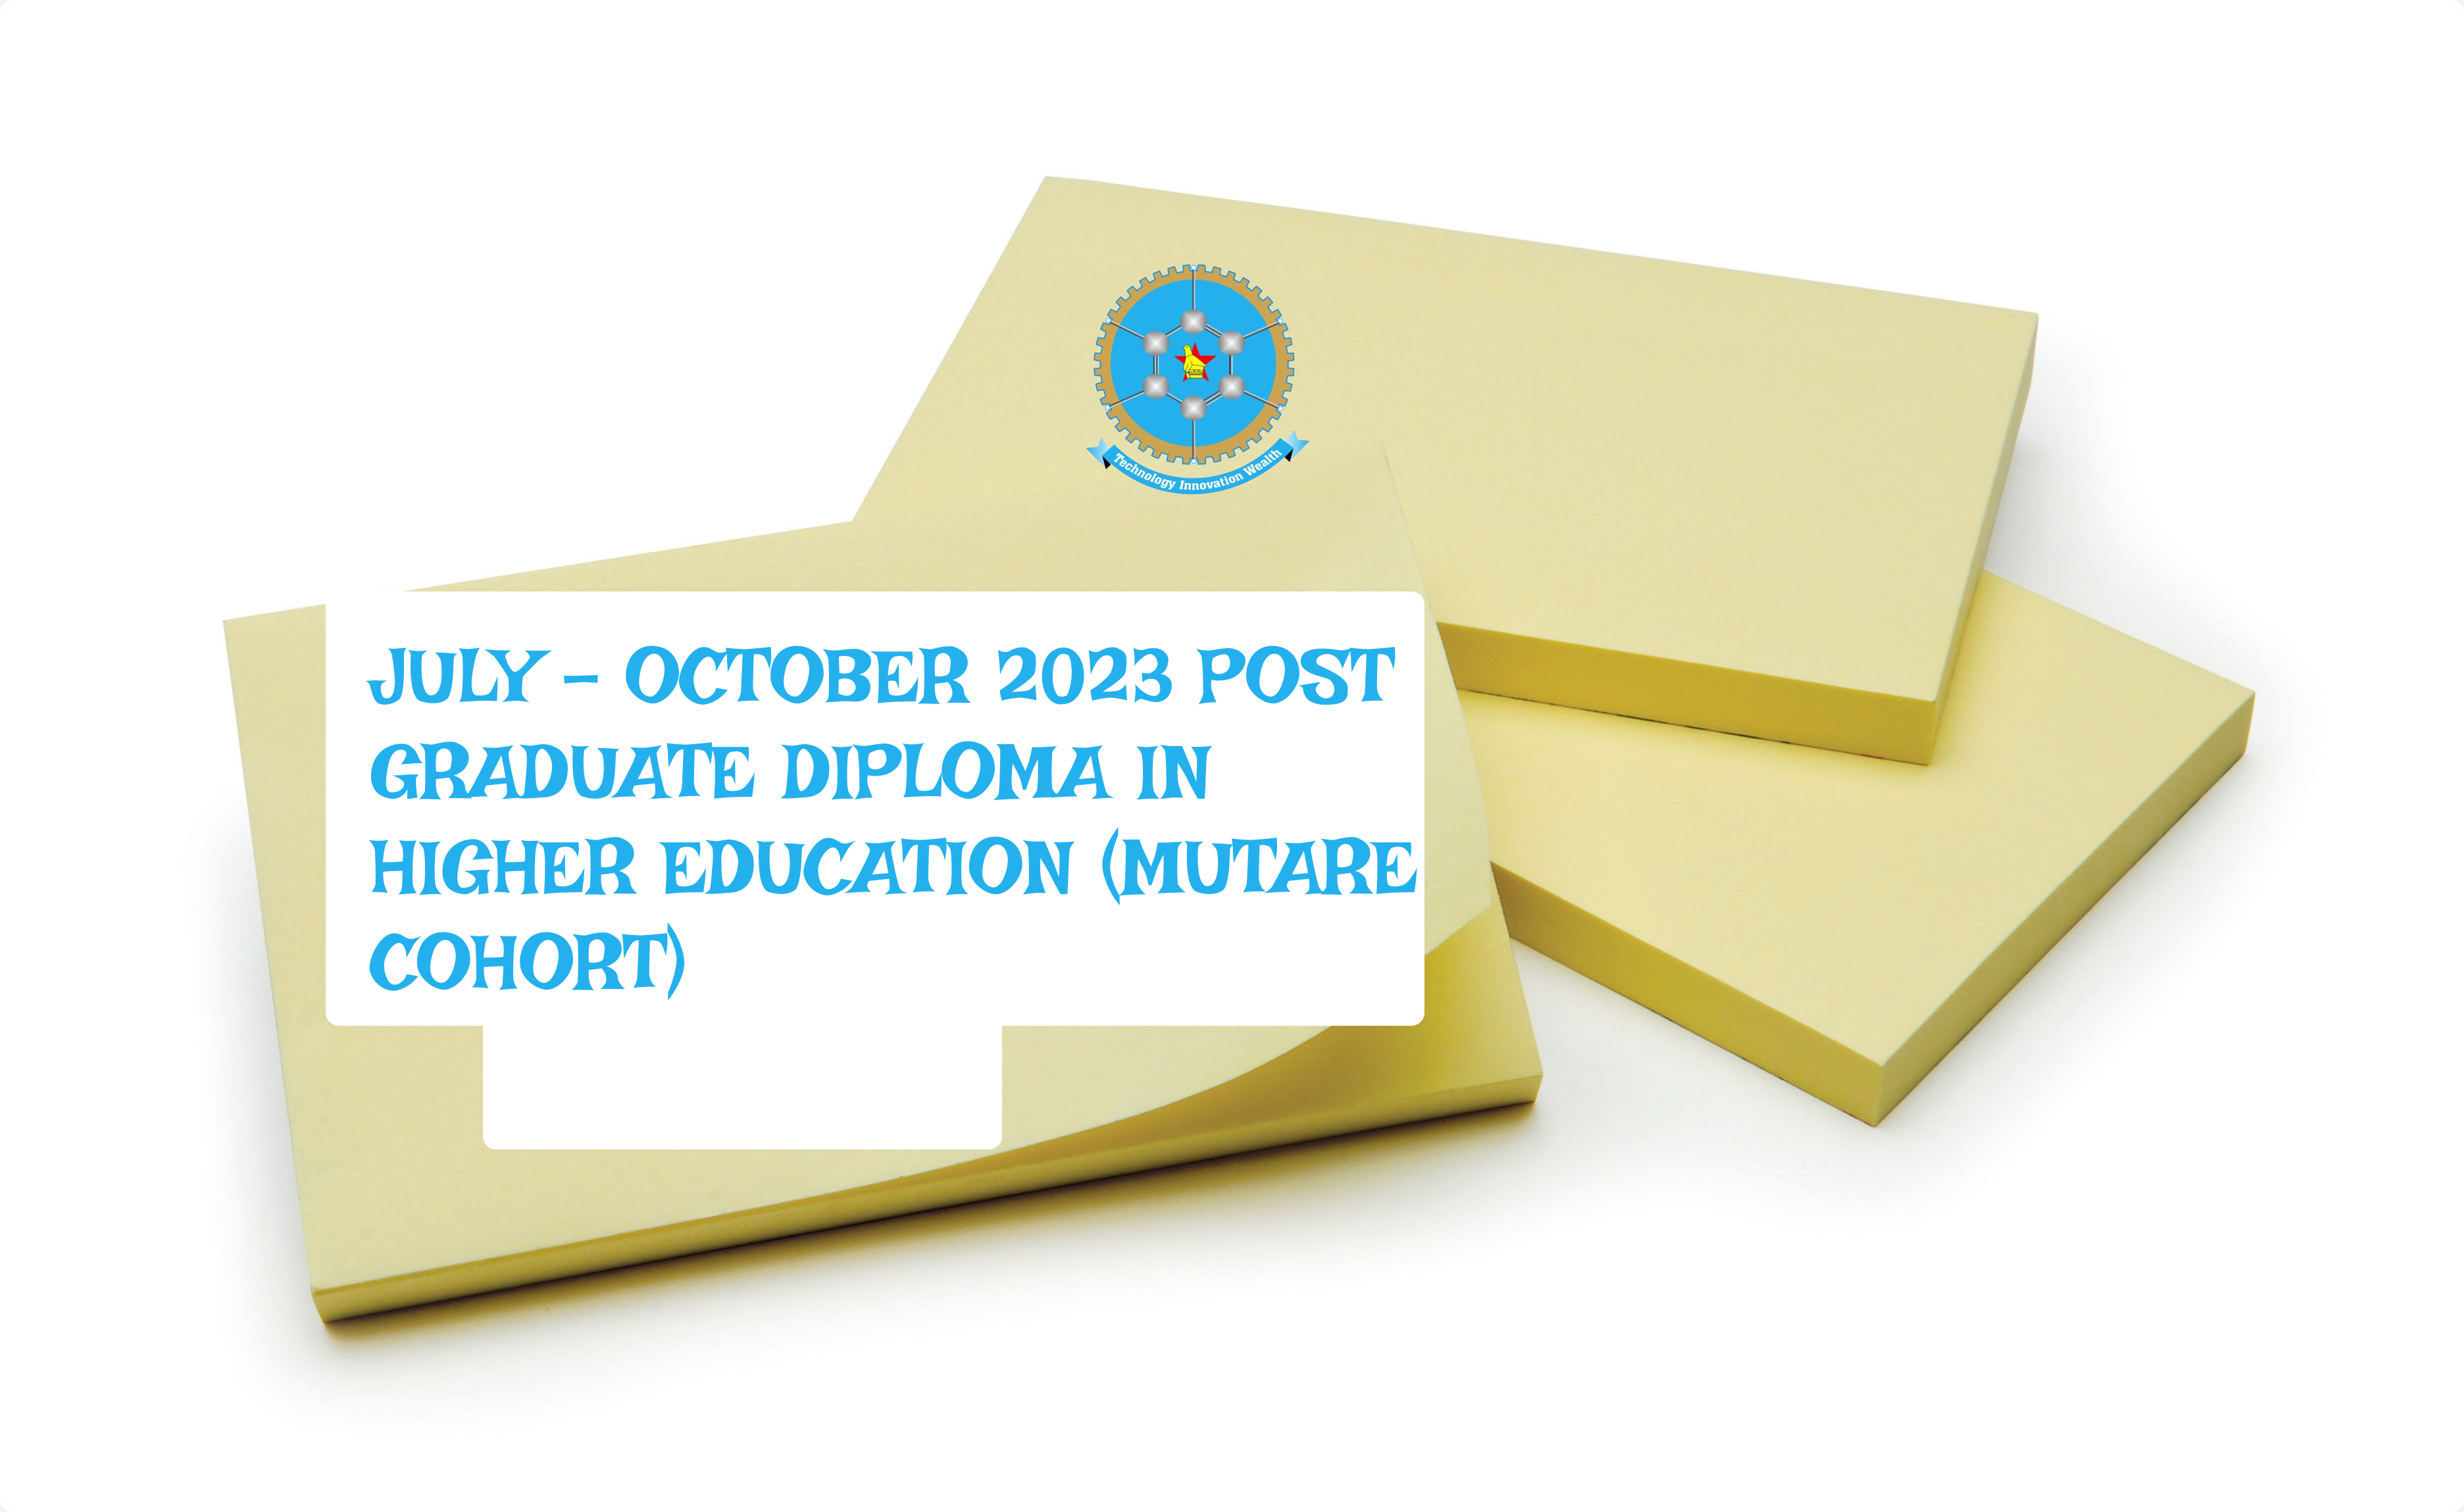 Technology Innovation Wealth
JULY – OCTOBER 2023 POST
GRADUATE DIPLOMA IN
HIGHER EDUCATION (MUTARE
COHORT)